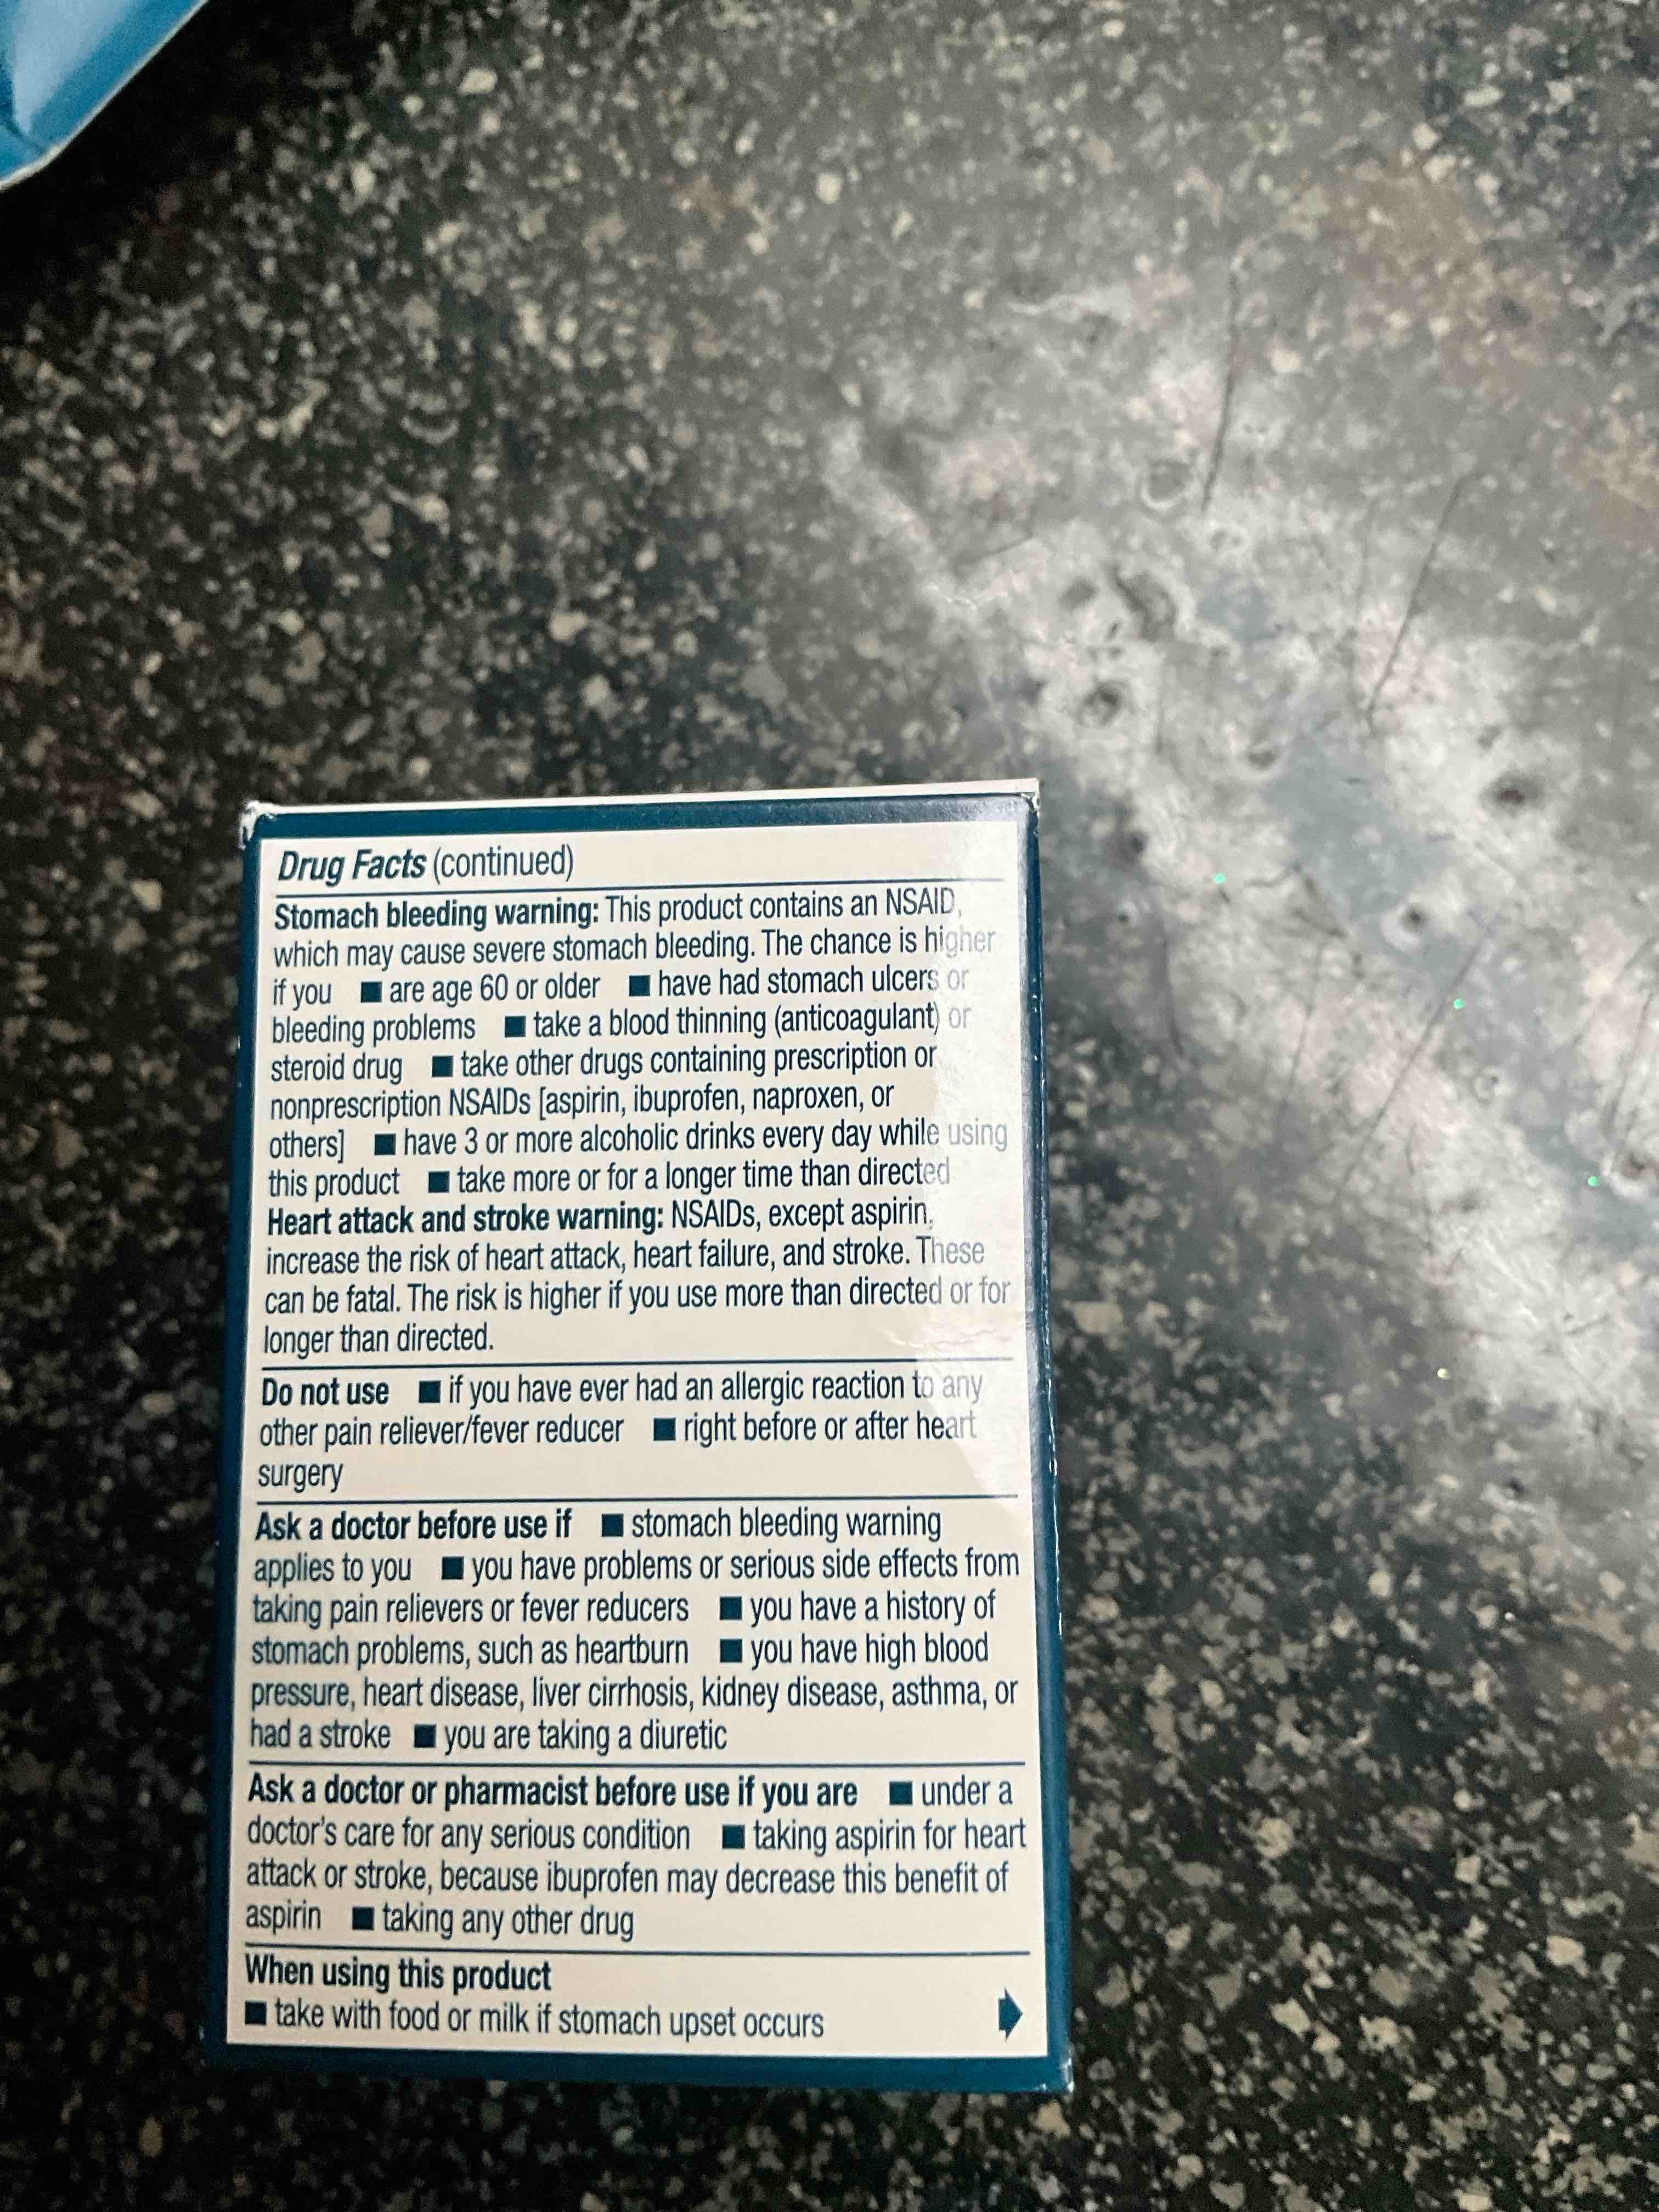 Drug Facts (continued)
Stomach bleeding warning: This product contains an NSAID,
which may cause severe stomach bleeding. The chance is higher
if you ■ are age 60 or older ■ have had stomach ulcers or
bleeding problems ■ take a blood thinning (anticoagulant) or
steroid drug ■ take other drugs containing prescription or
nonprescription NSAIDs [aspirin, ibuprofen, naproxen, or
others] ■ have 3 or more alcoholic drinks every day while using
this product ■ take more or for a longer time than directed
Heart attack and stroke warning: NSAIDs, except aspirin,
increase the risk of heart attack, heart failure, and stroke. These
can be fatal. The risk is higher if you use more than directed or for
longer than directed.
Do not use ■ if you have ever had an allergic reaction to any
other pain reliever/fever reducer ■ right before or after heart
surgery
Ask a doctor before use if ■ stomach bleeding warning
applies to you ■ you have problems or serious side effects from
taking pain relievers or fever reducers ■ you have a history of
stomach problems, such as heartburn ■ you have high blood
pressure, heart disease, liver cirrhosis, kidney disease, asthma, or
had a stroke ■ you are taking a diuretic
Ask a doctor or pharmacist before use if you are ■ under a
doctor's care for any serious condition ■ taking aspirin for heart
attack or stroke, because ibuprofen may decrease this benefit of
aspirin ■ taking any other drug
When using this product
■ take with food or milk if stomach upset occurs